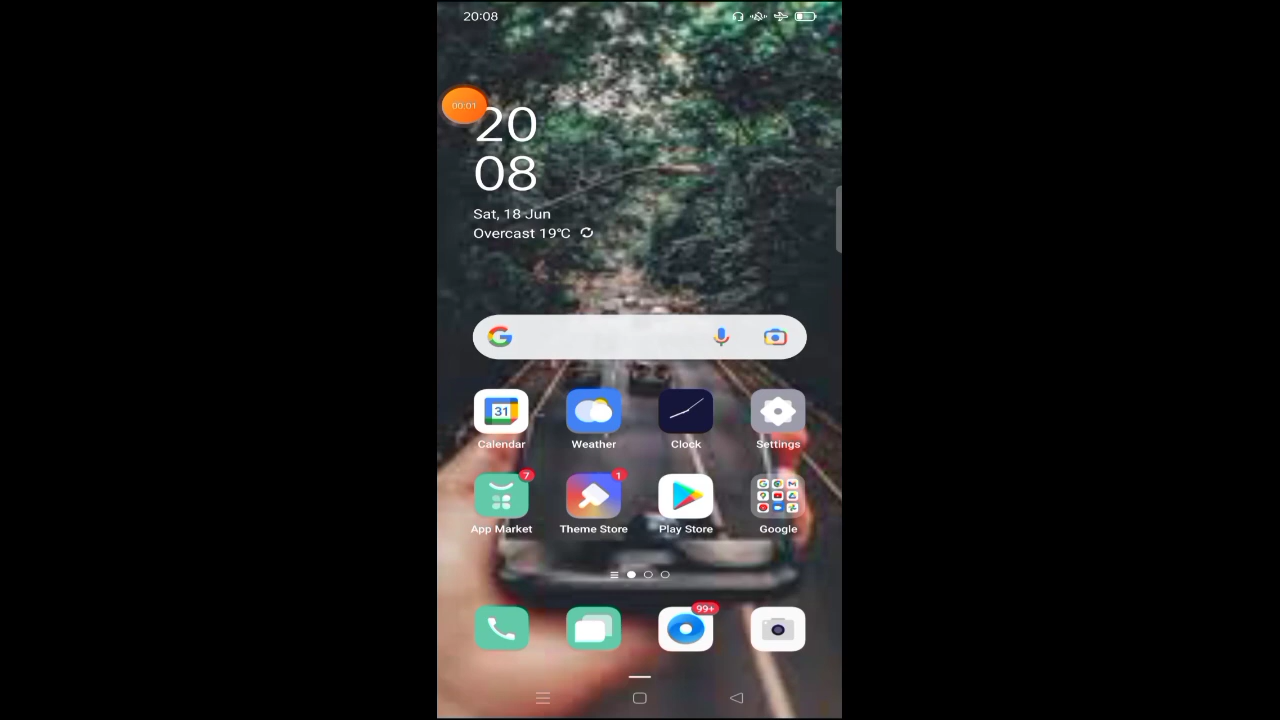 20:08
00:01
20
08
Sat, 18 Jun
Overcast 19°C
31
Calendar
Weather
Clock
Settings
7
1
App Market
Theme Store
Play Store
Google
99+